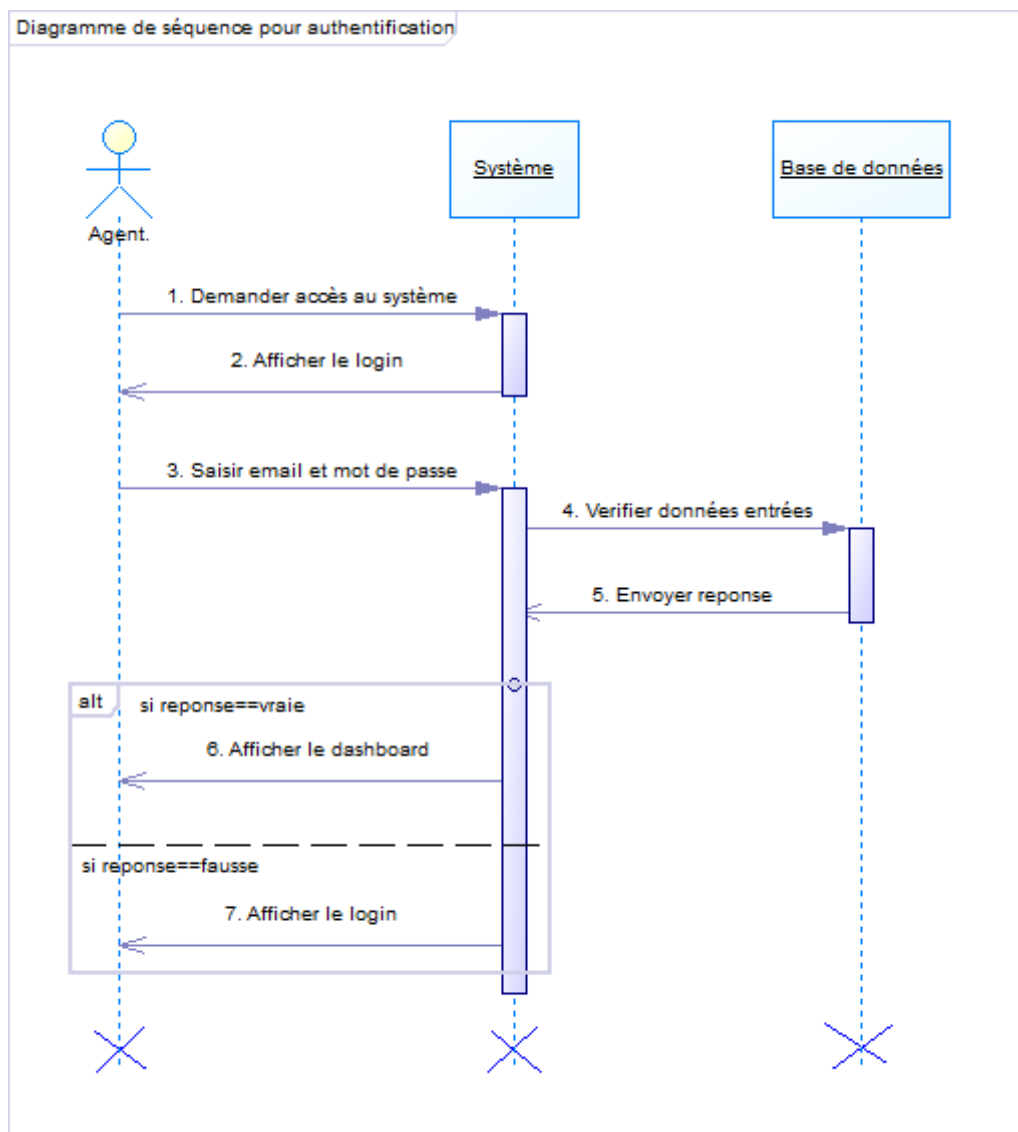 Diagramme de séquence pour authentification
Système
Base de données
Agent.
1. Demander accès au système
2. Afficher le login
3. Saisir email et mot de passe
4. Verifier données entrées
5. Envoyer reponse
alt
si reponse==vraie
6. Afficher le dashboard
si reponse==fausse
7. Afficher le login